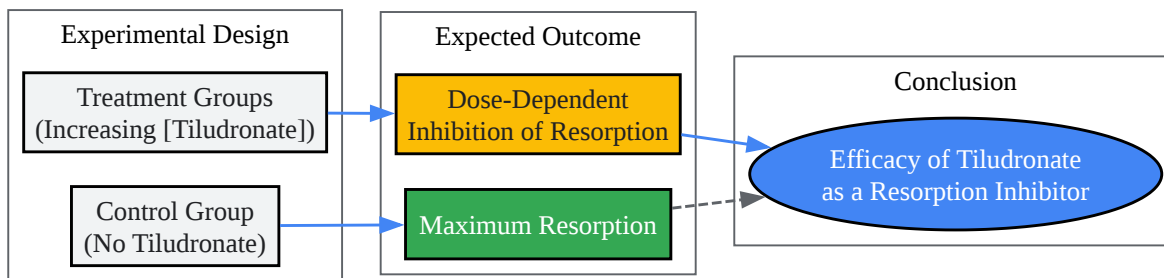 Experimental Design
Treatment Groups
(Increasing [Tiludronate])
Control Group
(No Tiludronate)
Expected Outcome
Dose-Dependent
Inhibition of Resorption
Maximum Resorption
Conclusion
Efficacy of Tiludronate
as a Resorption Inhibitor